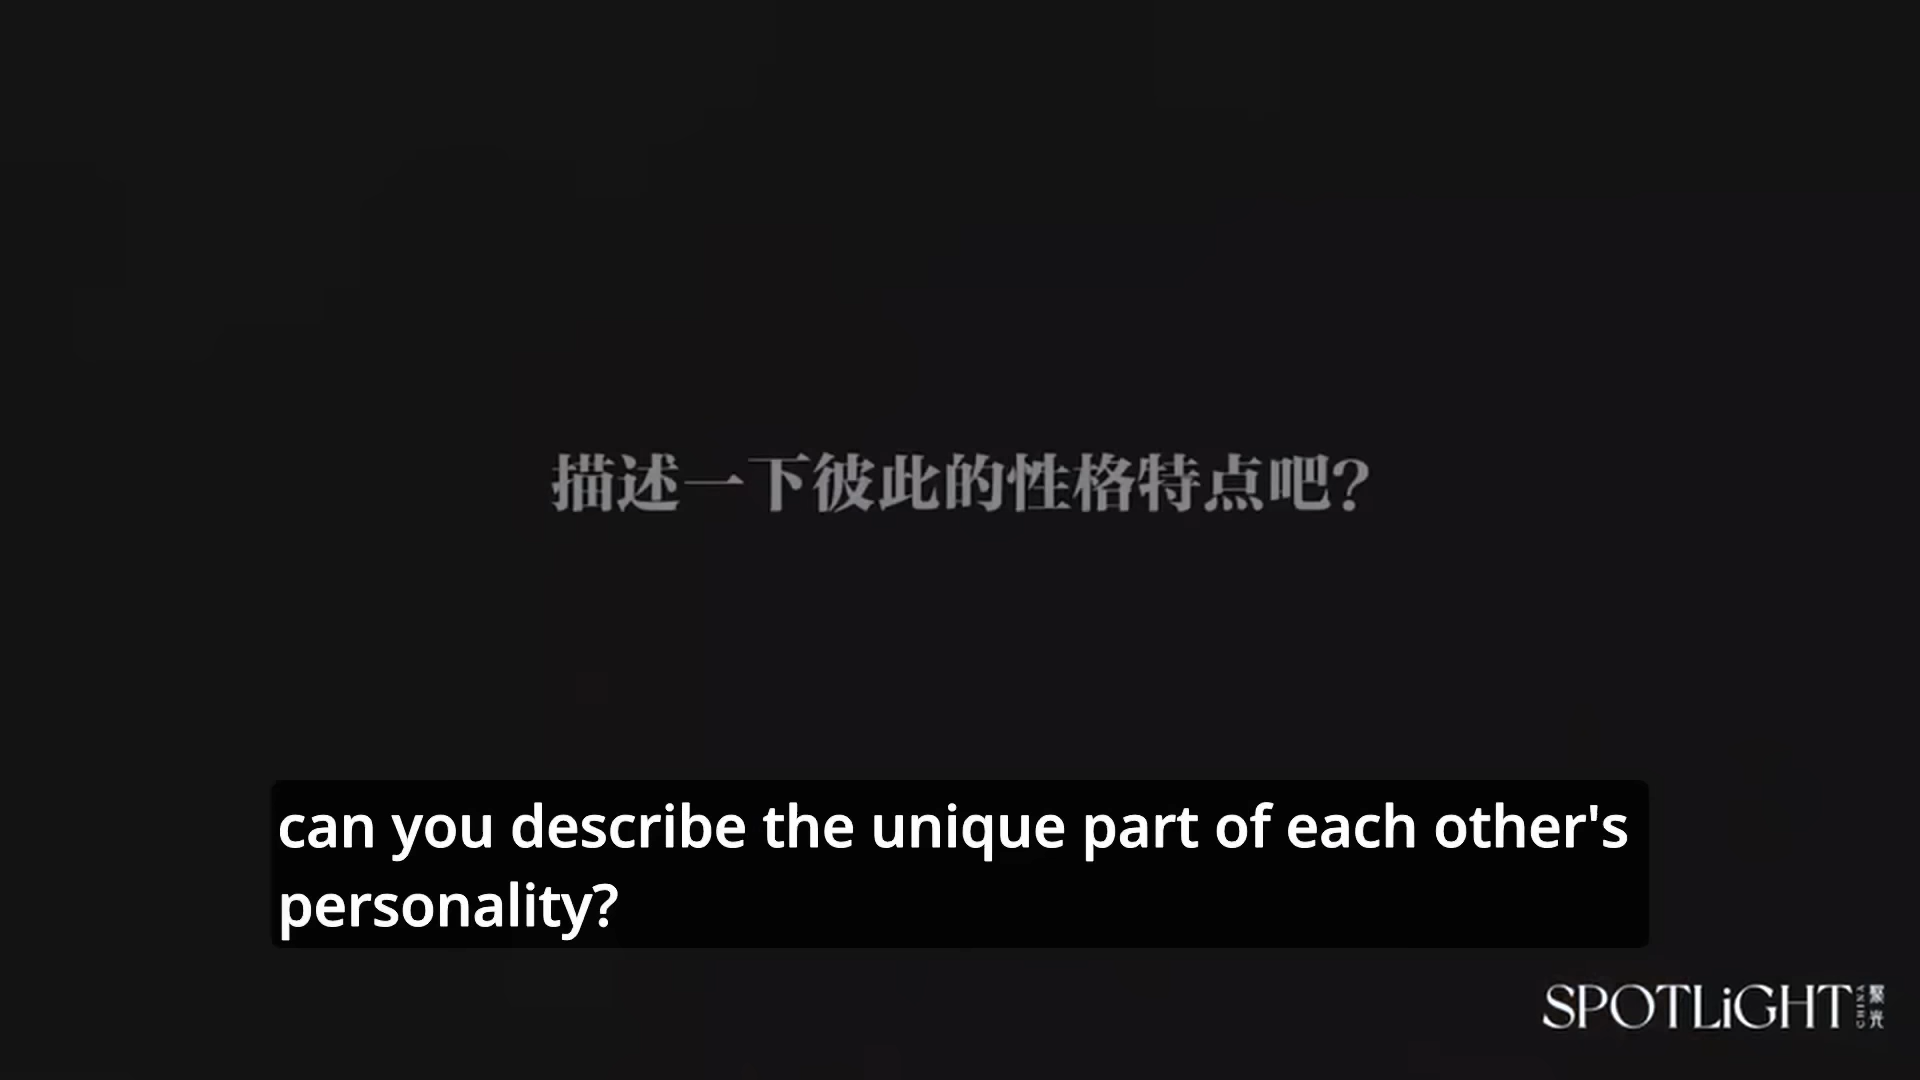 描述一下彼此的性格特点吧?
can you describe the unique part of each other's
personality?
SPOTLiGHT CHINA 聚光